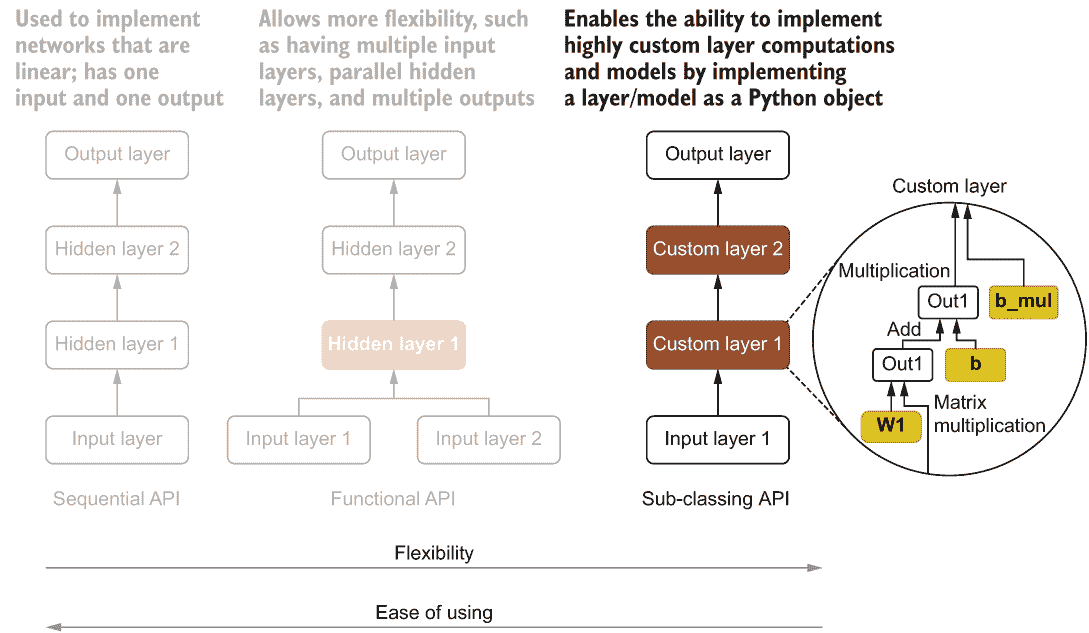 Used to implement
networks that are
linear; has one
input and one output
Allows more flexibility, such
as having multiple input
layers, parallel hidden
layers, and multiple outputs
Enables the ability to implement
highly custom layer computations
and models by implementing
a layer/model as a Python object
Output layer
Hidden layer 2
Hidden layer 1
Input layer
Sequential API
Output layer
Hidden layer 2
Hidden layer 1
Input layer 1
Input layer 2
Functional API
Output layer
Custom layer 2
Custom layer 1
Input layer 1
Sub-classing API
Custom layer
Multiplication
Out1
b_mul
Add
Out1
b
W1
Matrix
multiplication
Flexibility
Ease of using